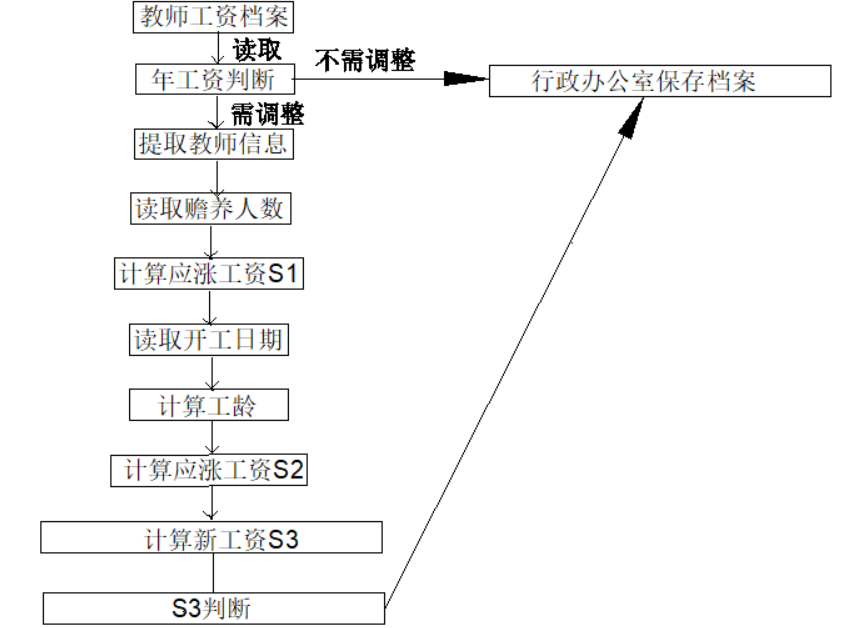 教师工资档案
读取
不需调整
年工资判断
行政办公室保存档案
需调整
提取教师信息
读取赡养人数
计算应涨工资S1
读取开工日期
计算工龄
计算应涨工资S2
计算新工资S3
S3判断